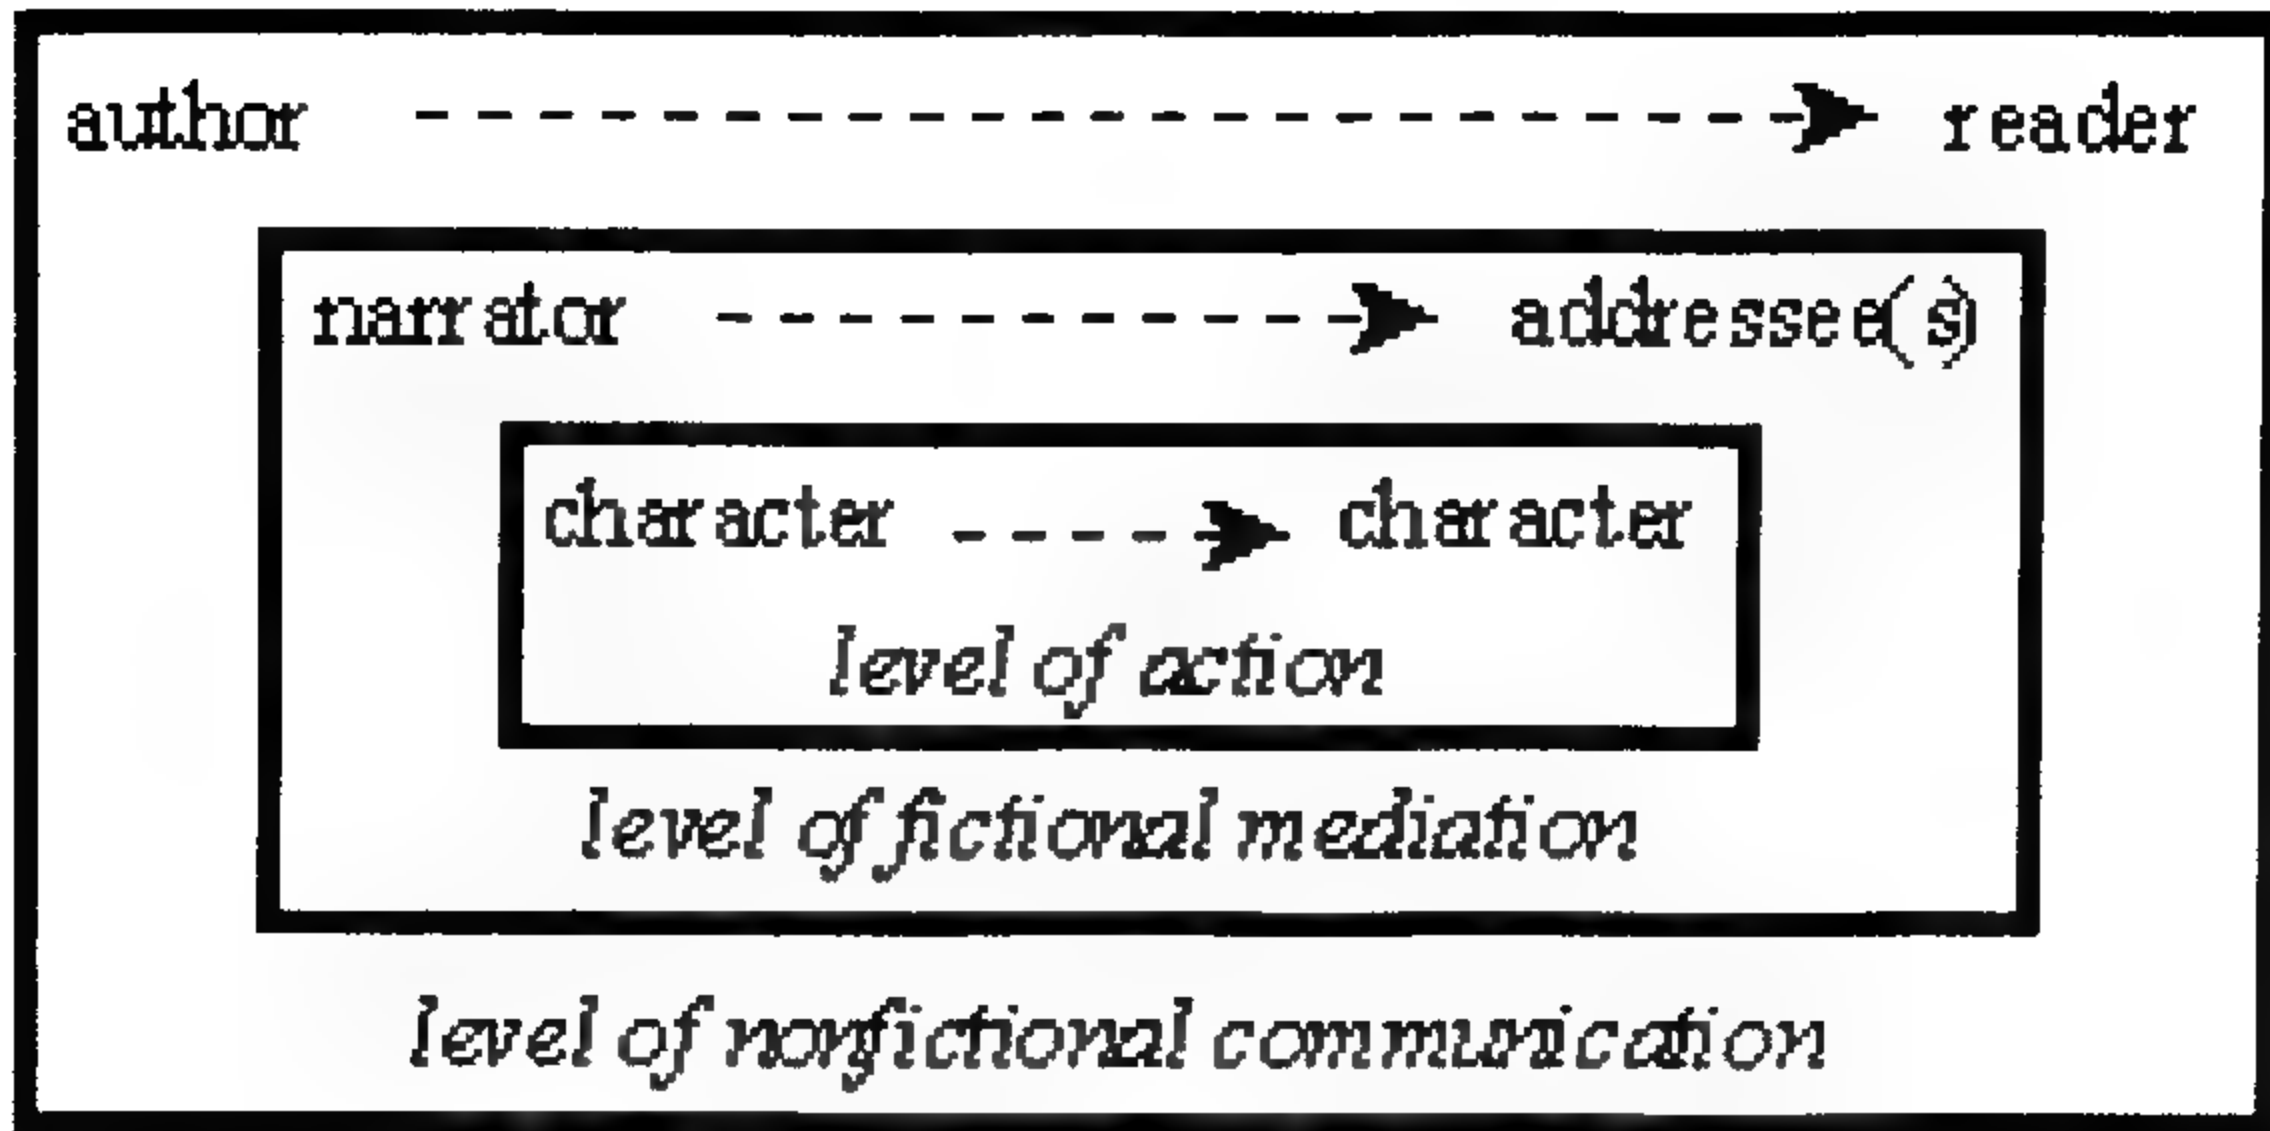 author reader
narrator addressee(s)
character character
level of action
level of fictional mediation
level of nonfictional communication